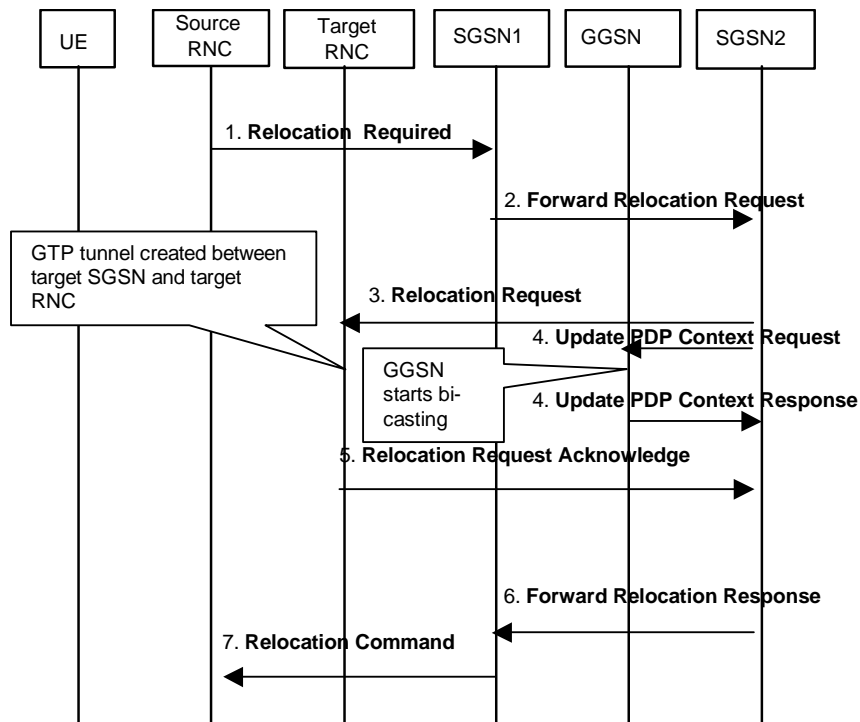 UE
Source
RNC
Target
RNC
SGSN1
GGSN
SGSN2
1. Relocation  Required
2. Forward Relocation Request
GTP tunnel created between
target SGSN and target
RNC
3. Relocation Request
4. Update PDP Context Request
GGSN
starts bi-
casting
4. Update PDP Context Response
5. Relocation Request Acknowledge
6. Forward Relocation Response
7. Relocation Command